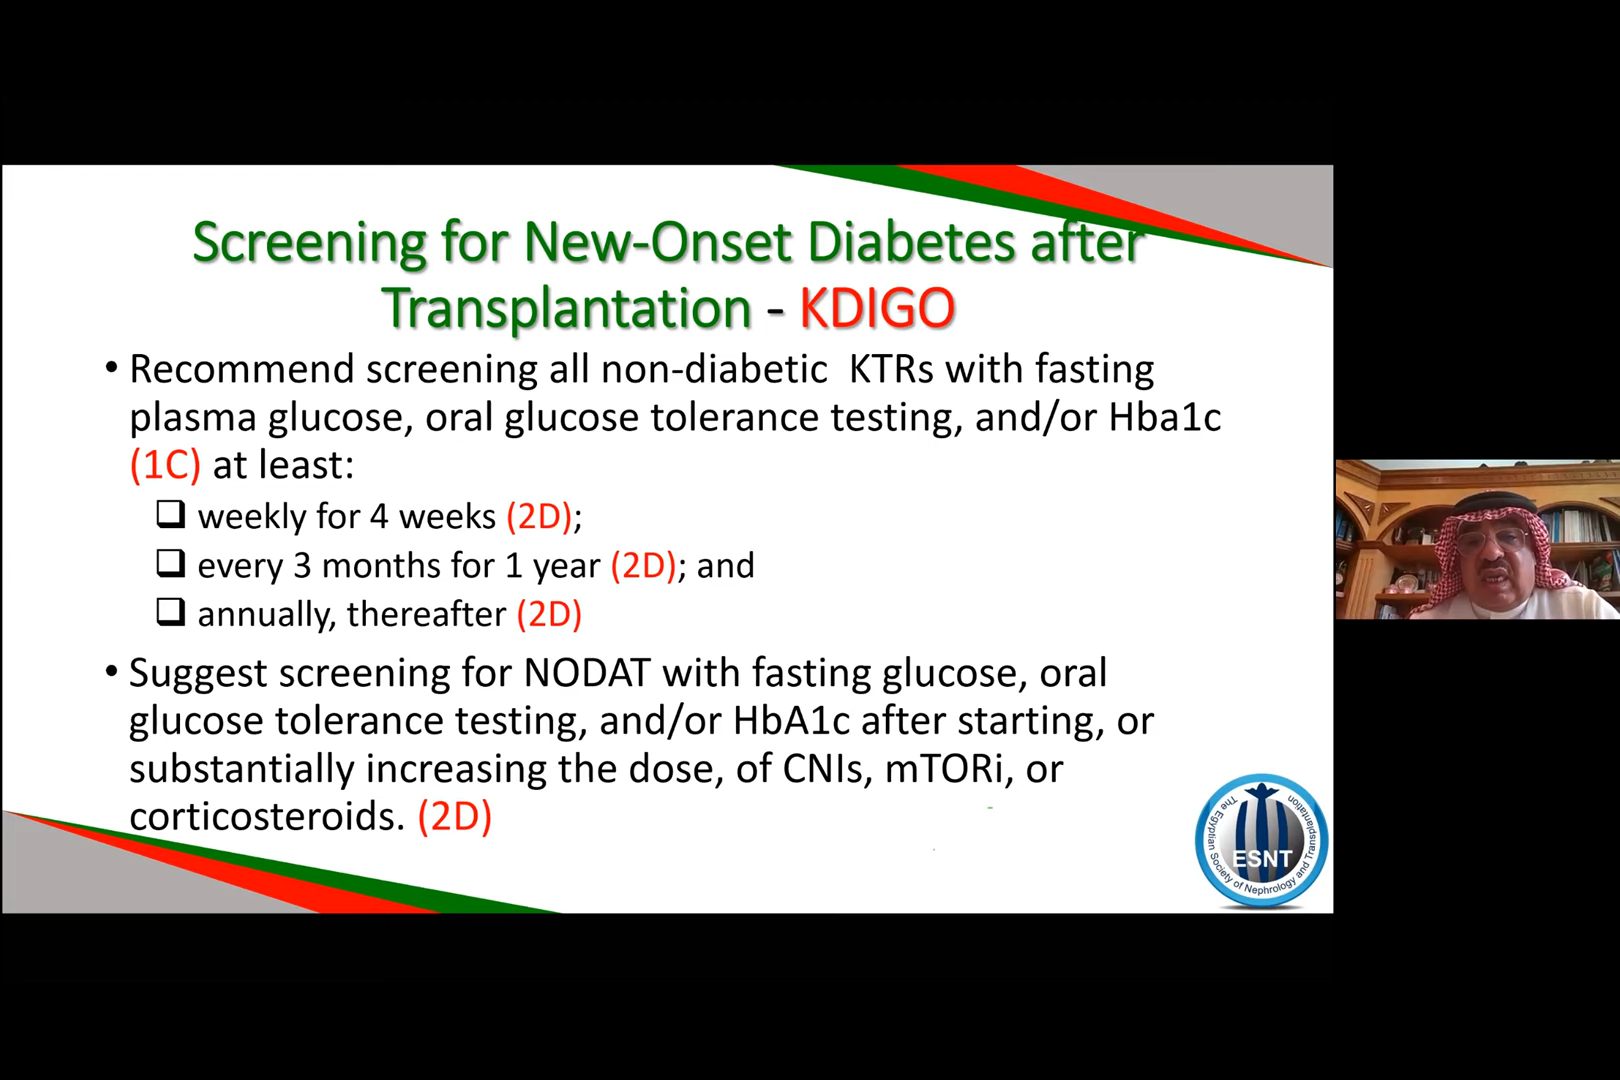 Screening for New-Onset Diabetes after
Transplantation - KDIGO
• Recommend screening all non-diabetic KTRs with fasting
plasma glucose, oral glucose tolerance testing, and/or Hba1c
(1C) at least:
❑ weekly for 4 weeks (2D);
❑ every 3 months for 1 year (2D); and
❑ annually, thereafter (2D)
• Suggest screening for NODAT with fasting glucose, oral
glucose tolerance testing, and/or HbA1c after starting, or
substantially increasing the dose, of CNIs, mTORi, or
corticosteroids. (2D)
The Egyptian Society of Nephrology and Transplantation
ESNT